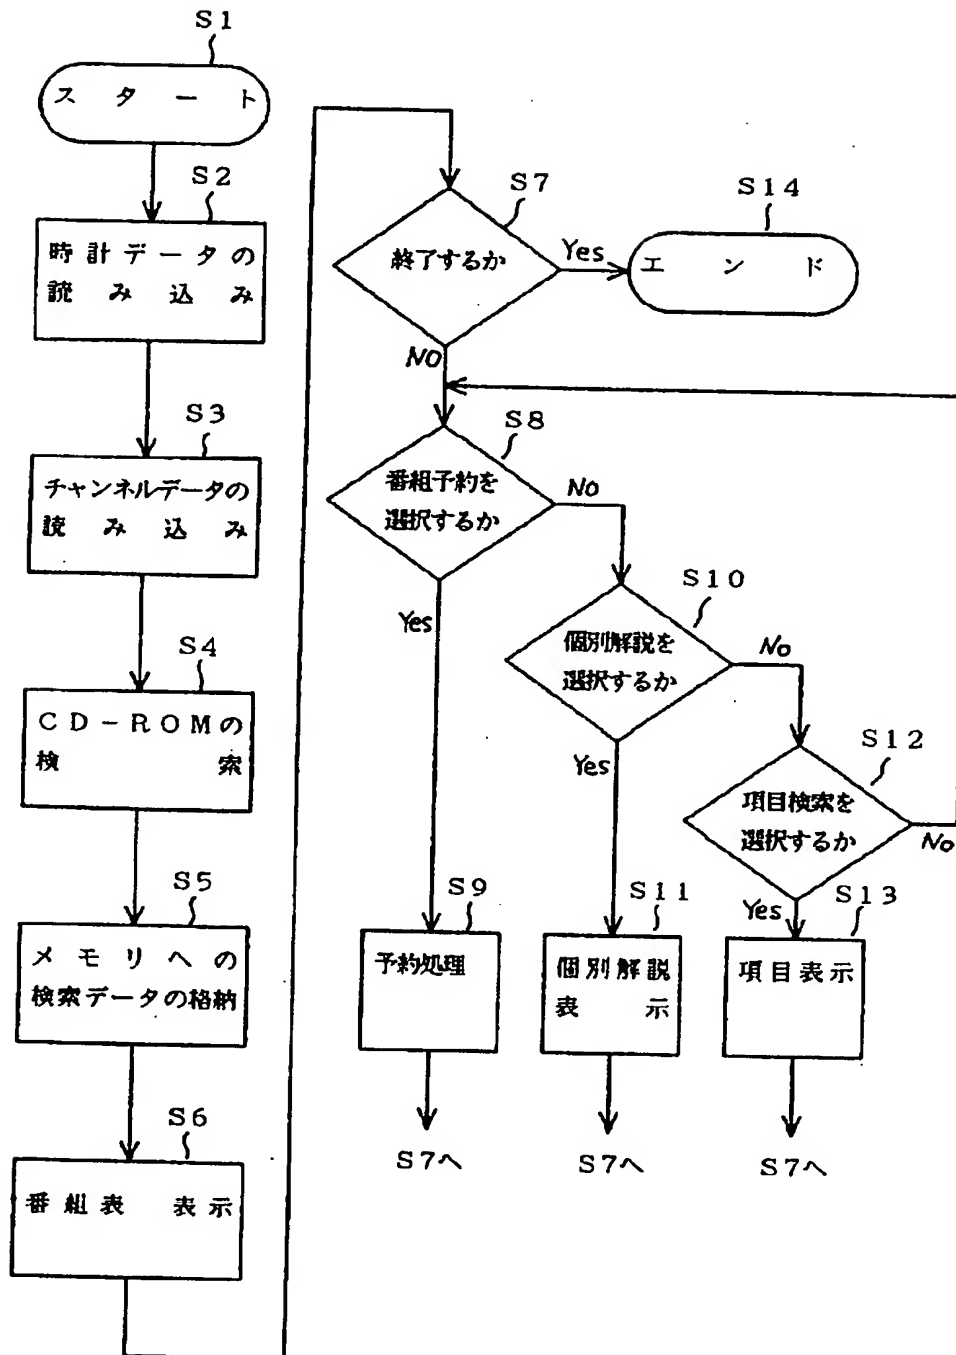 S1
スタート
S2
時計データの
読み込み
S3
チャンネルデータの
読み込み
S4
CD-ROMの
検索
S5
メモリへの
検索データの格納
S6
番組表 表示
S7
終了するか
Yes
NO
S14
エンド
S8
番組予約を
選択するか
No
Yes
S9
予約処理
S7へ
S10
個別解説を
選択するか
No
Yes
S11
個別解説
表示
S7へ
S12
項目検索を
選択するか
No
Yes
S13
項目表示
S7へ